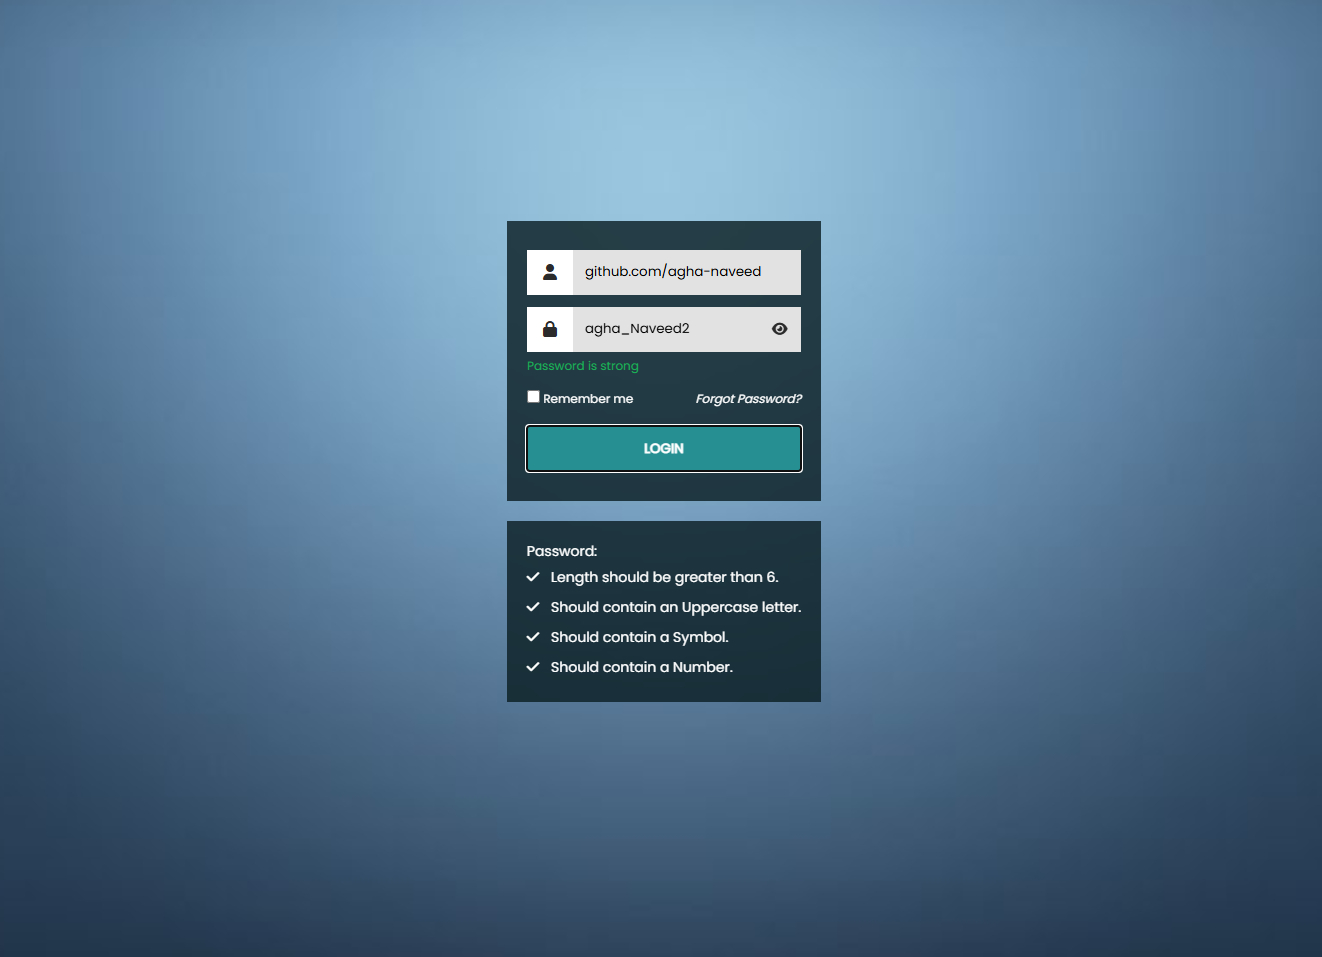 github.com/agha-naveed
agha_Naveed2
Password is strong
Remember me Forgot Password?
LOGIN
Password:
Length should be greater than 6.
Should contain an Uppercase letter.
Should contain a Symbol.
Should contain a Number.